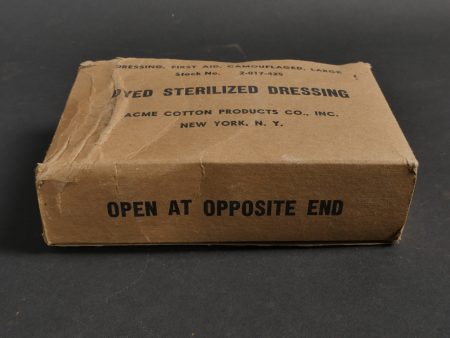 DRESSING, FIRST AID, CAMOUFLAGED, LARGE
Stock No. 2-017-425
DYED STERILIZED DRESSING
ACME COTTON PRODUCTS CO., INC.
NEW YORK, N. Y.
OPEN AT OPPOSITE END